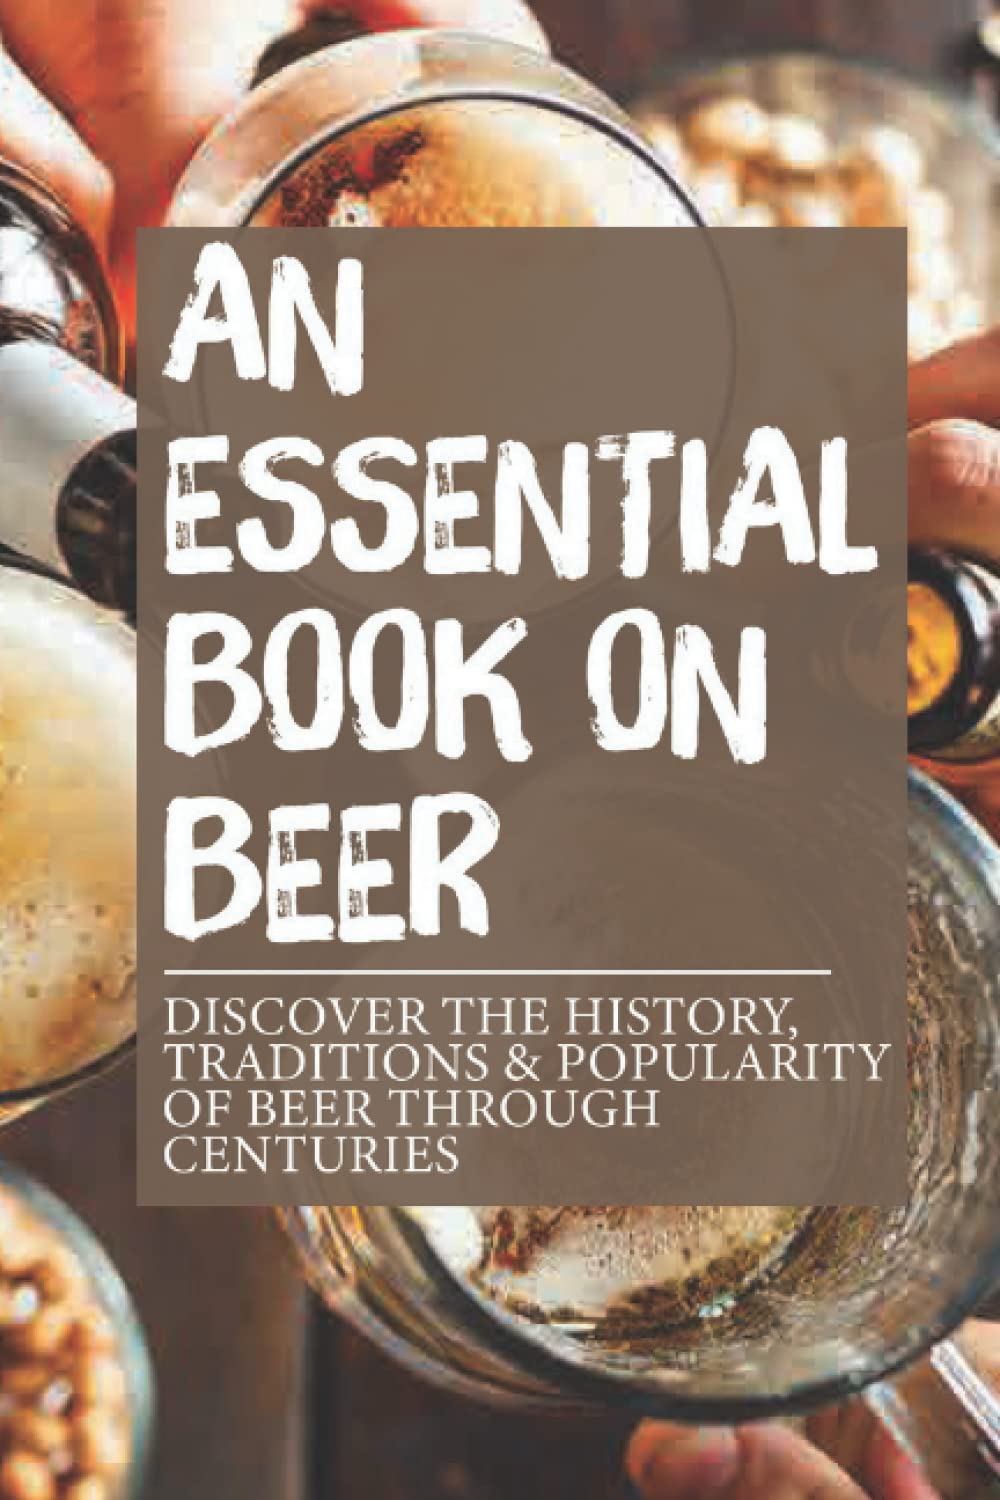 AN
ESSENTIAL
BOOK ON
BEER
DISCOVER THE HISTORY,
TRADITIONS & POPULARITY
OF BEER THROUGH
CENTURIES